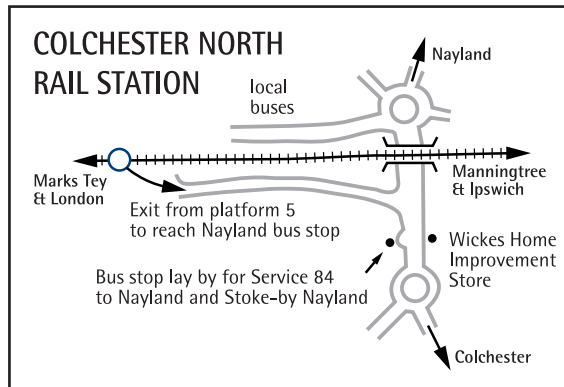 COLCHESTER NORTH
RAIL STATION
Nayland
local
buses
Marks Tey
& London
Manningtree
& Ipswich
Exit from platform 5
to reach Nayland bus stop
Wickes Home
Improvement
Store
Bus stop lay by for Service 84
to Nayland and Stoke-by Nayland
Colchester